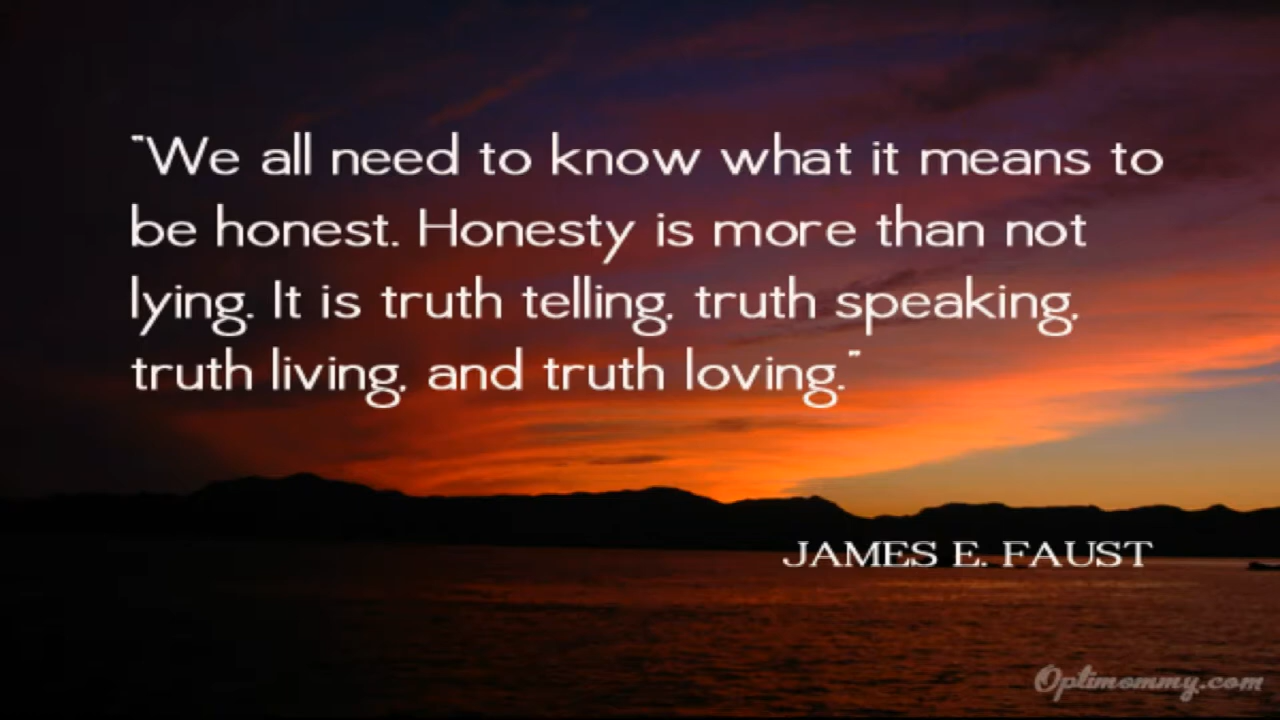 "We all need to know what it means to
be honest. Honesty is more than not
lying. It is truth telling, truth speaking,
truth living, and truth loving."
JAMES E. FAUST
Optimommy.com